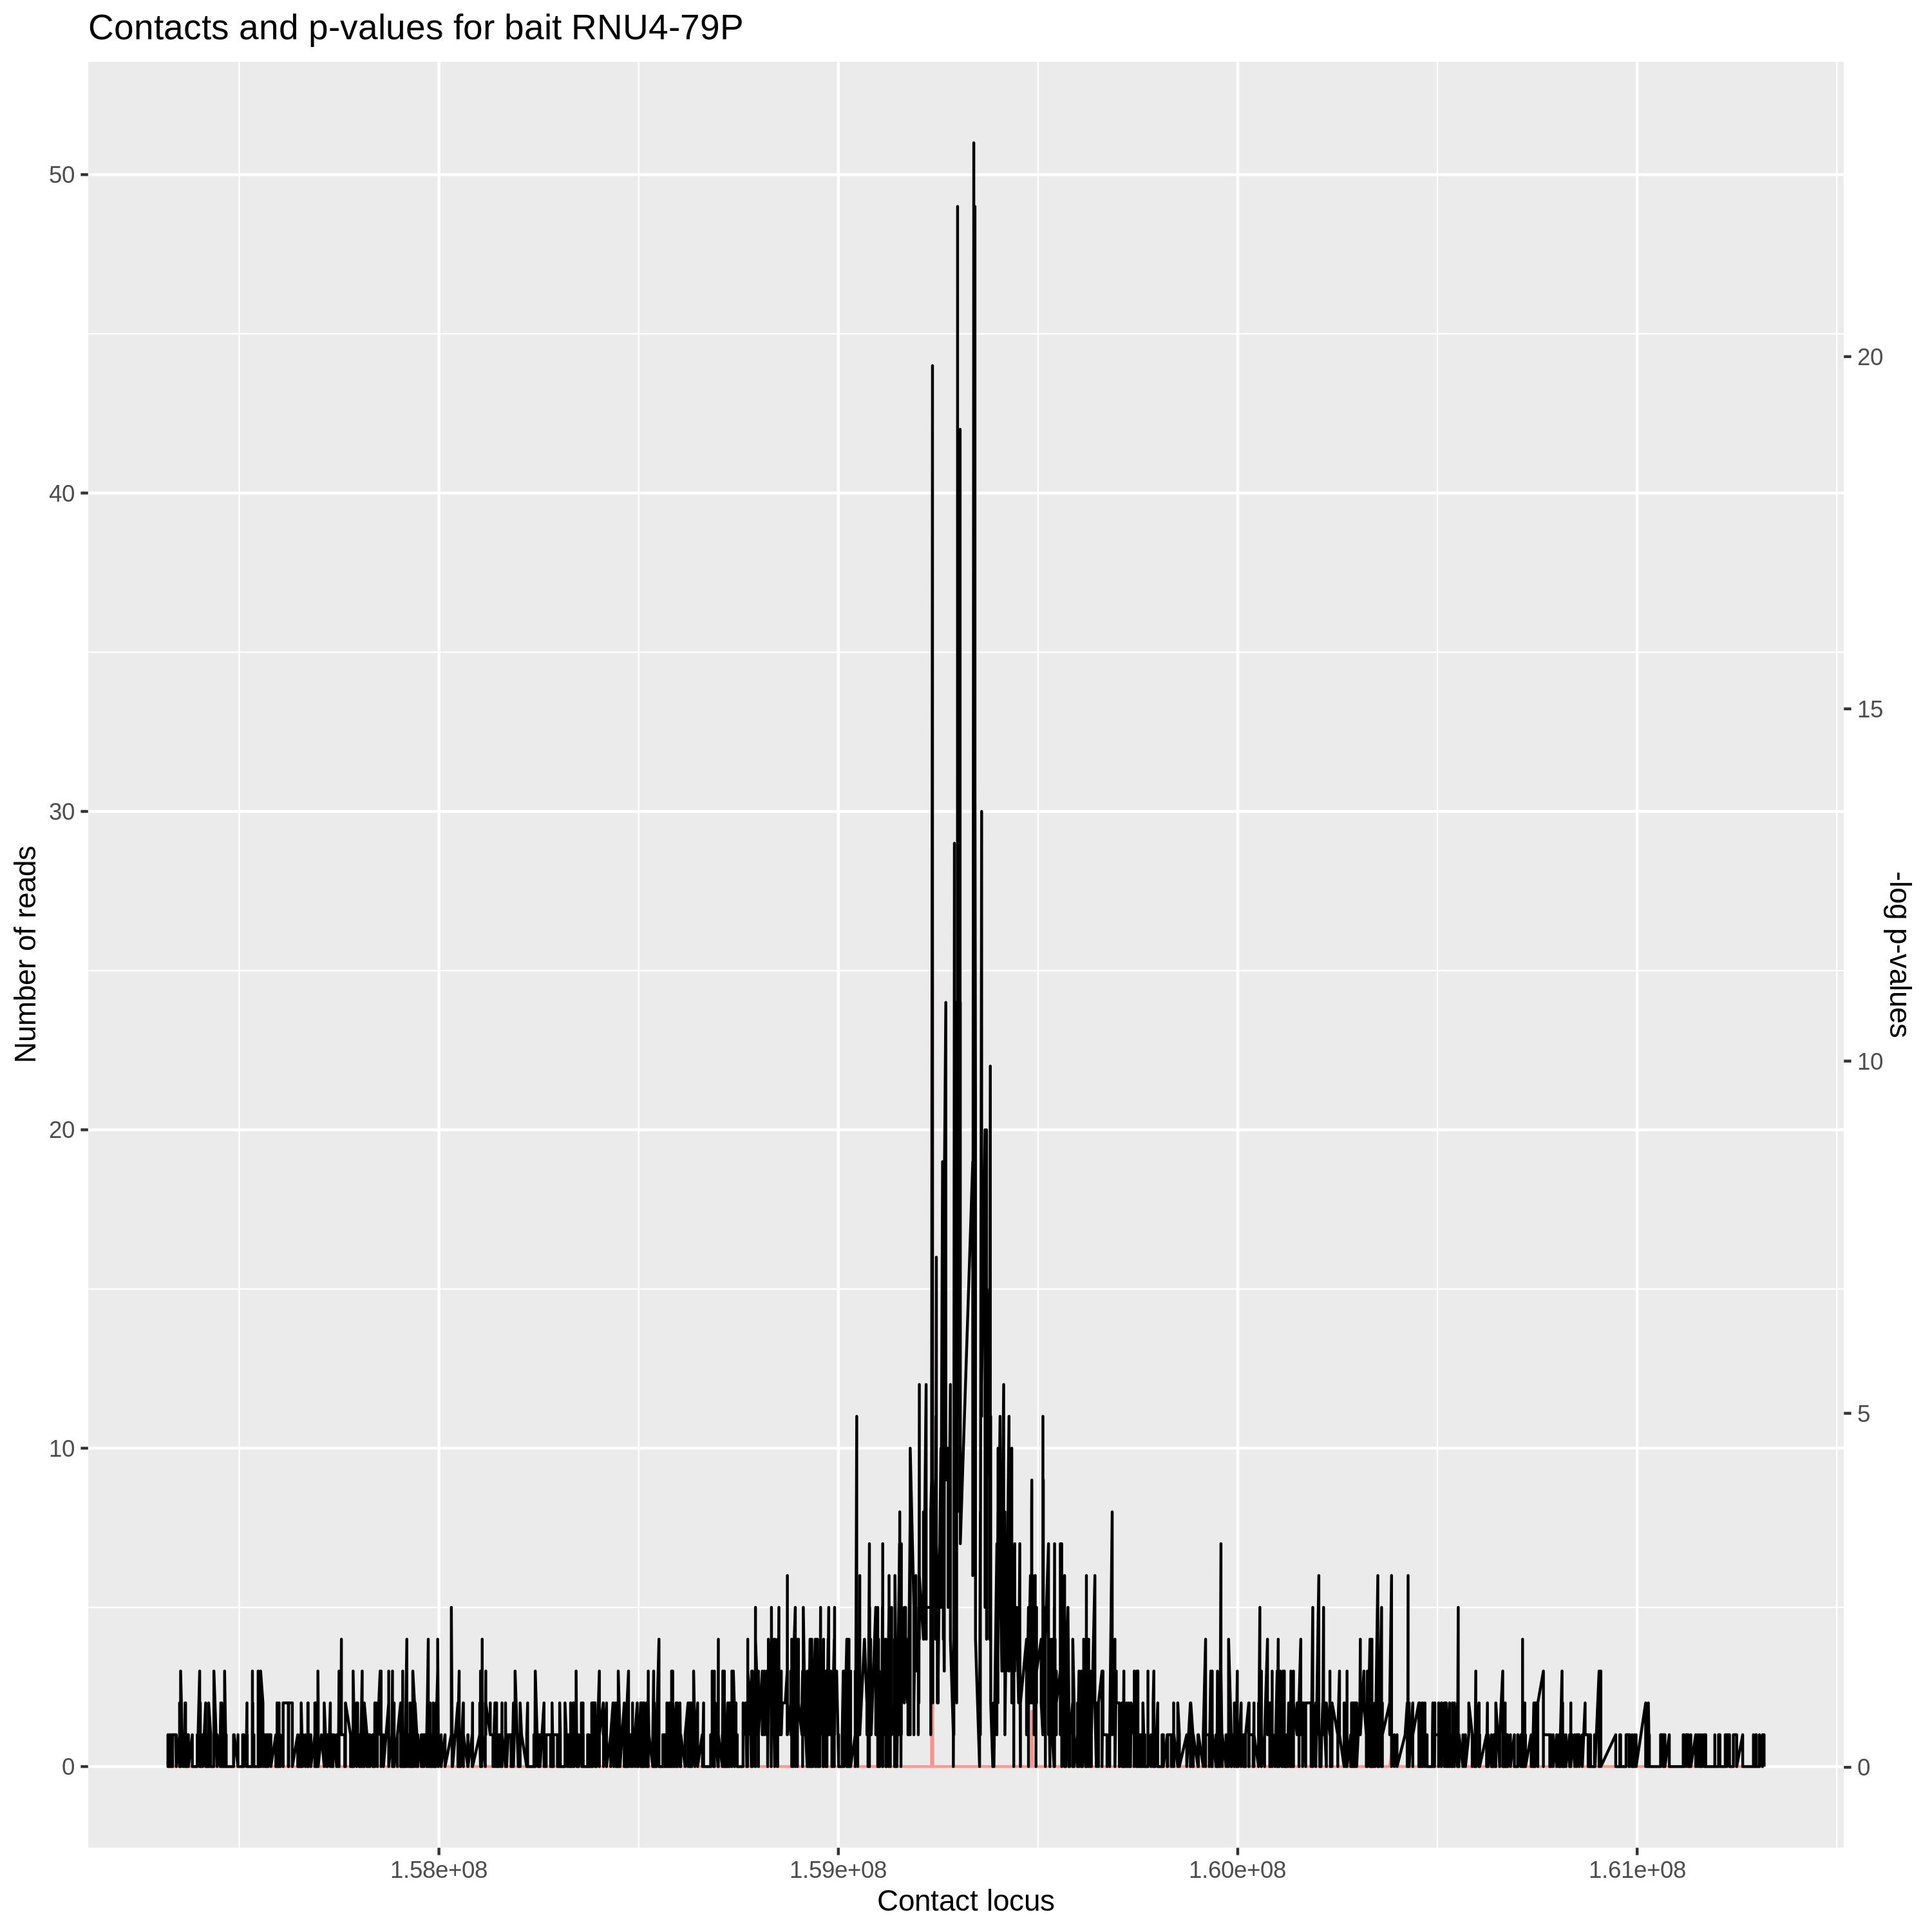 Contacts and p-values for bait RNU4-79P
50
40
30
20
10
0
Number of reads
20
15
10
5
0
-log p-values
1.58e+08
1.59e+08
1.60e+08
1.61e+08
Contact locus